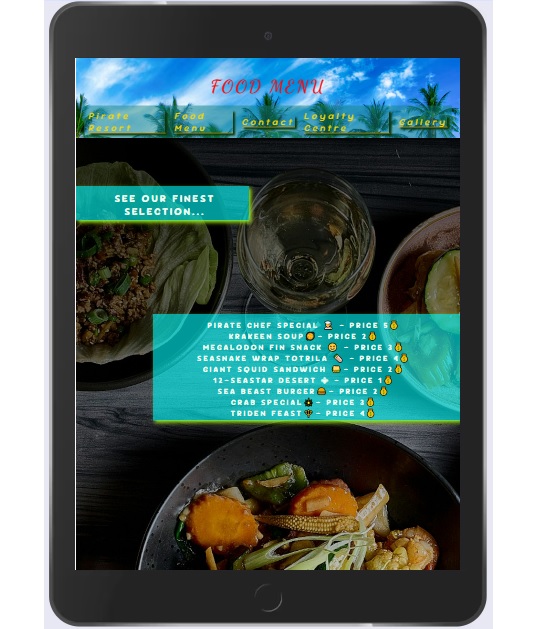 FOOD MENU
Pirate Resort
Food Menu
Contact
Loyalty Centre
Gallery
SEE OUR FINEST
SELECTION...
PIRATE CHEF SPECIAL - PRICE 5
KRAKEEN SOUP - PRICE 2
MEGALODON FIN SNACK - PRICE 3
SEASNAKE WRAP TOTRILA - PRICE 4
GIANT SQUID SANDWICH - PRICE 2
12-SEASTAR DESERT - PRICE 1
SEA BEAST BURGER - PRICE 2
CRAB SPECIAL - PRICE 3
TRIDEN FEAST - PRICE 4